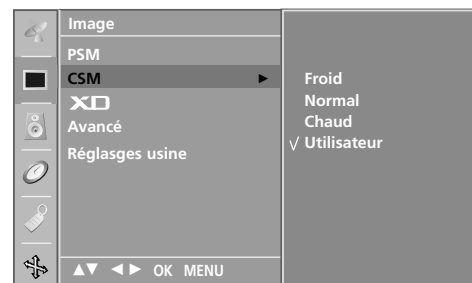 Image
PSM
CSM ►
XD
Avancé
Réglasges usine
▲▼ ◄► OK MENU
Froid
Normal
Chaud
√ Utilisateur